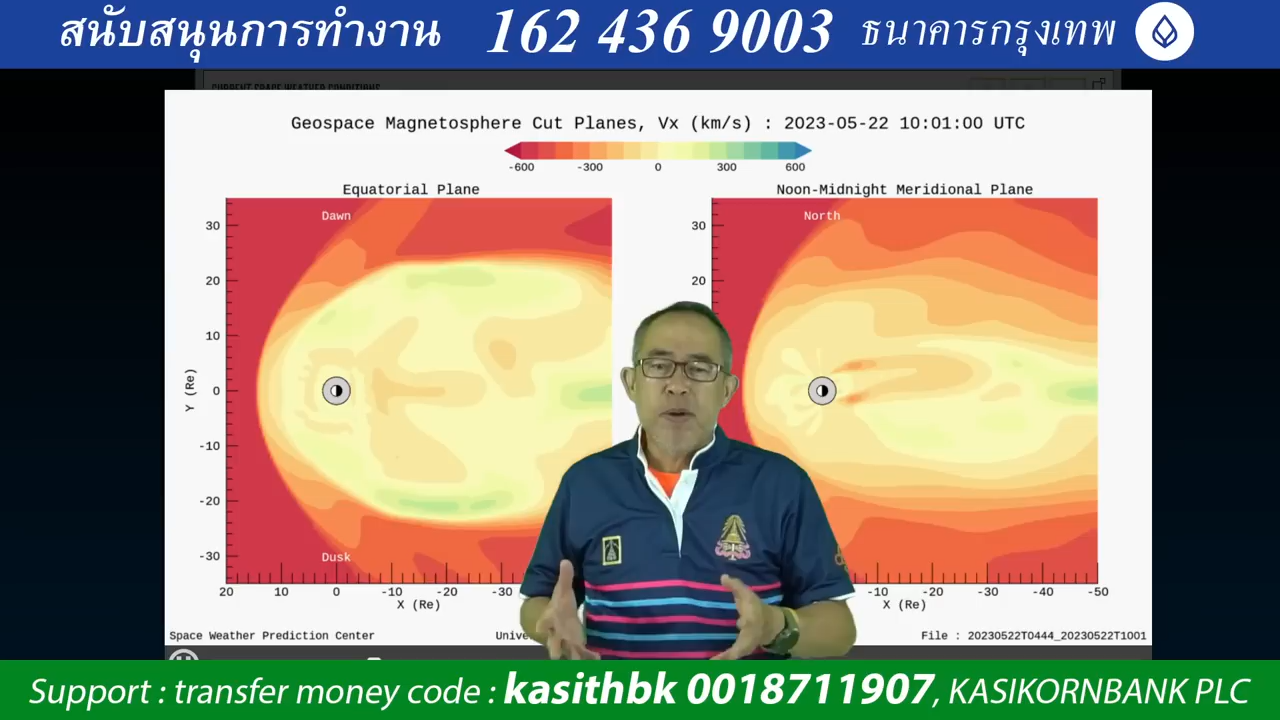 สนับสนุนการทำงาน 162 436 9003 ธนาคารกรุงเทพ
CURRENT SPACE WEATHER CONDITIONS
Geospace Magnetosphere Cut Planes, Vx (km/s) : 2023-05-22 10:01:00 UTC
-600 -300 0 300 600
Equatorial Plane
Noon-Midnight Meridional Plane
Dawn
North
30
20
10
0
-10
-20
-30
Y (Re)
30
20
Dusk
20 10 0 -10 -20 -30
X (Re)
-10 -20 -30 -40 -50
X (Re)
Space Weather Prediction Center
File : 20230522T0444_20230522T1001
Support : transfer money code : kasithbk 0018711907, KASIKORNBANK PLC